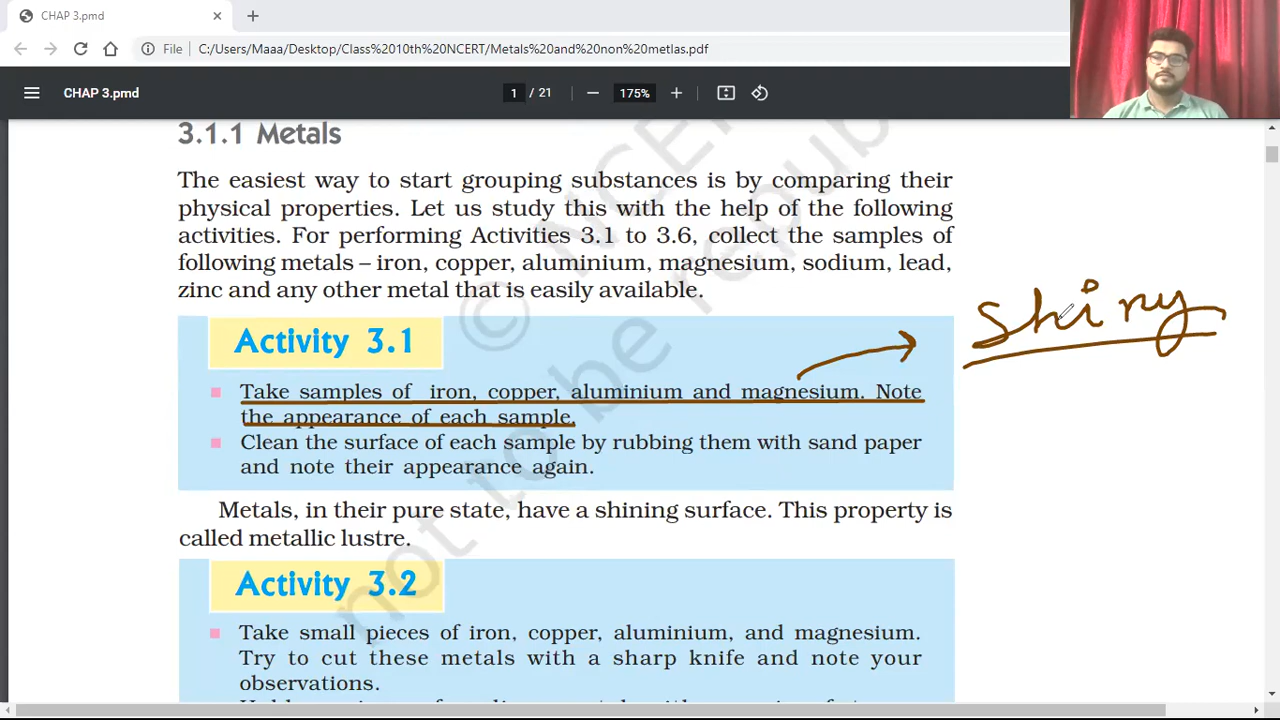 CHAP 3.pmd
File C:/Users/Maaa/Desktop/Class%2010th%20NCERT/Metals%20and%20non%20metlas.pdf
CHAP 3.pmd 1 / 21 175%
3.1.1 Metals
The easiest way to start grouping substances is by comparing their
physical properties. Let us study this with the help of the following
activities. For performing Activities 3.1 to 3.6, collect the samples of
following metals – iron, copper, aluminium, magnesium, sodium, lead,
zinc and any other metal that is easily available.
Activity 3.1
Take samples of iron, copper, aluminium and magnesium. Note
the appearance of each sample.
Clean the surface of each sample by rubbing them with sand paper
and note their appearance again.
Shiny
Metals, in their pure state, have a shining surface. This property is
called metallic lustre.
Activity 3.2
Take small pieces of iron, copper, aluminium, and magnesium.
Try to cut these metals with a sharp knife and note your
observations.
© NCER
not to be republ